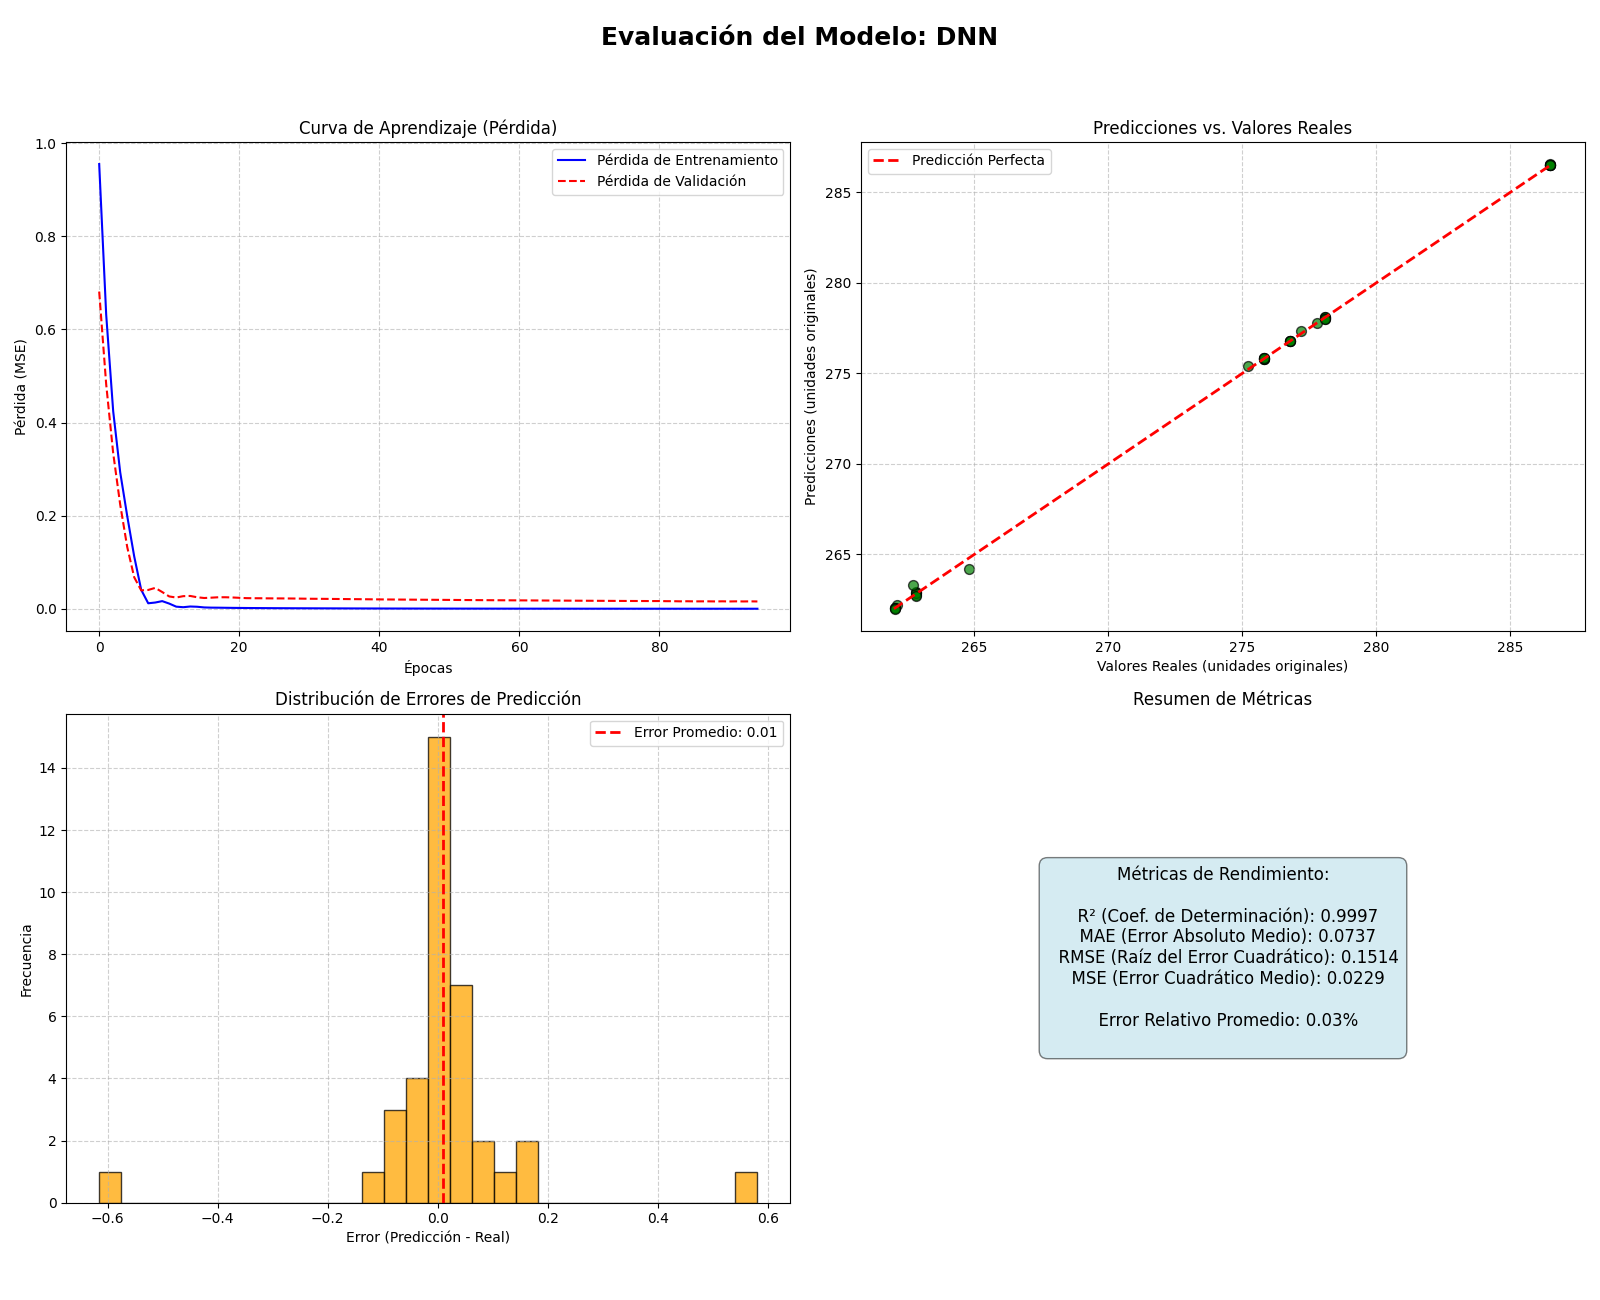 Evaluación del Modelo: DNN
Curva de Aprendizaje (Pérdida)
Pérdida de Entrenamiento
Pérdida de Validación
Pérdida (MSE)
1.0
0.8
0.6
0.4
0.2
0.0
0 20 40 60 80
Épocas
Predicciones vs. Valores Reales
Predicción Perfecta
Predicciones (unidades originales)
285
280
275
270
265
265 270 275 280 285
Valores Reales (unidades originales)
Distribución de Errores de Predicción
Error Promedio: 0.01
Frecuencia
14
12
10
8
6
4
2
0
−0.6 −0.4 −0.2 0.0 0.2 0.4 0.6
Error (Predicción - Real)
Resumen de Métricas
Métricas de Rendimiento:
R² (Coef. de Determinación): 0.9997
MAE (Error Absoluto Medio): 0.0737
RMSE (Raíz del Error Cuadrático): 0.1514
MSE (Error Cuadrático Medio): 0.0229
Error Relativo Promedio: 0.03%